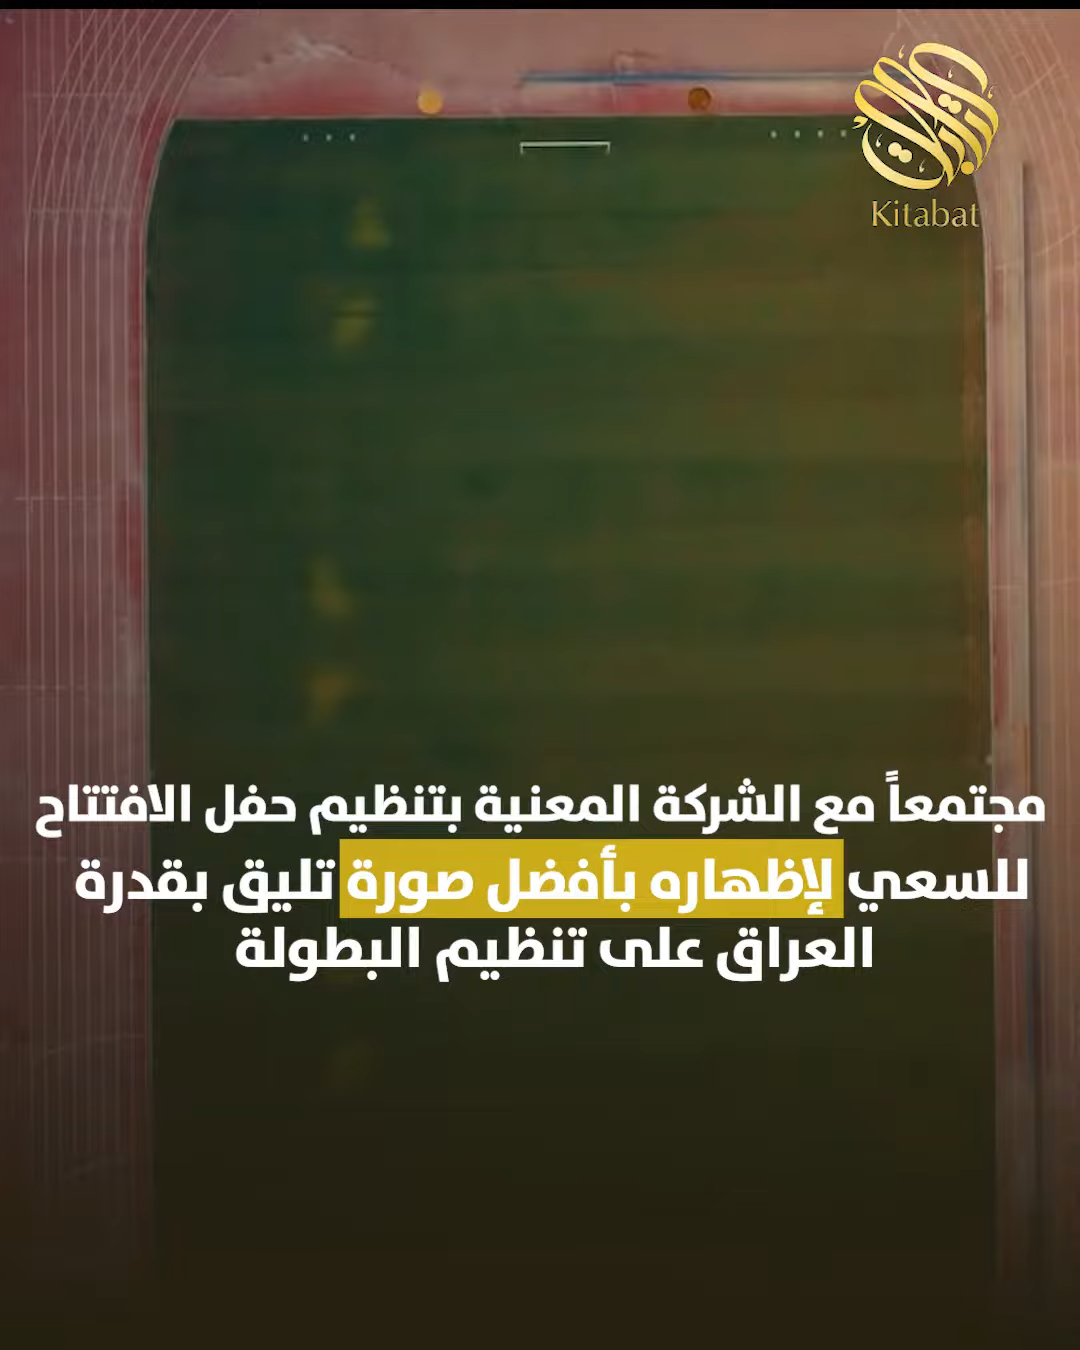 Kitabat
مجتمعاً مع الشركة المعنية بتنظيم حفل الافتتاح
للسعي لإظهاره بأفضل صورة تليق بقدرة
العراق على تنظيم البطولة